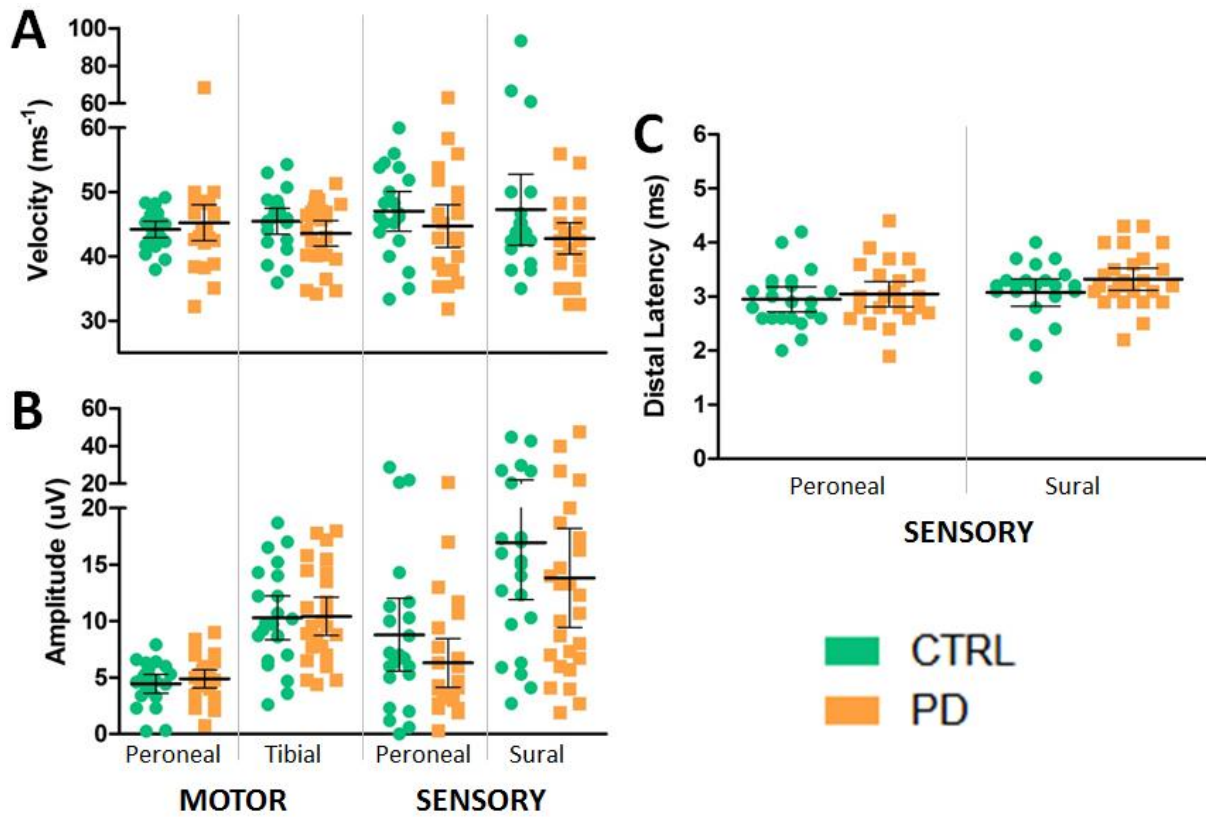 A
Velocity (ms⁻¹)
100
80
60
60
50
40
30
B
Amplitude (uV)
60
40
20
20
15
10
5
0
Peroneal Tibial Peroneal Sural
MOTOR SENSORY
C
Distal Latency (ms)
6
5
4
3
2
1
0
Peroneal Sural
SENSORY
CTRL
PD